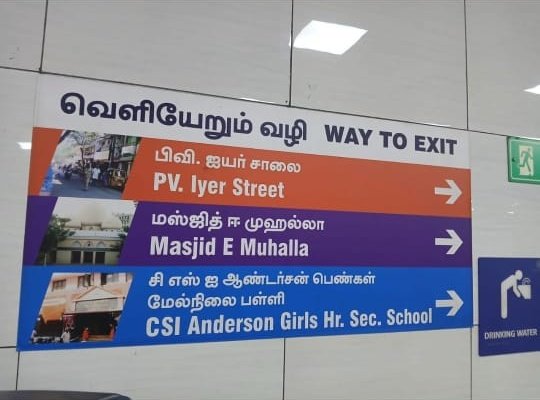 வெளியேறும் வழி WAY TO EXIT
பிவி. ஐயர் சாலை
PV. Iyer Street
மஸ்ஜித் ஈ முஹல்லா
Masjid E Muhalla
சி எஸ் ஐ ஆண்டர்சன் பெண்கள்
மேல்நிலை பள்ளி
CSI Anderson Girls Hr. Sec. School
DRINKING WATER